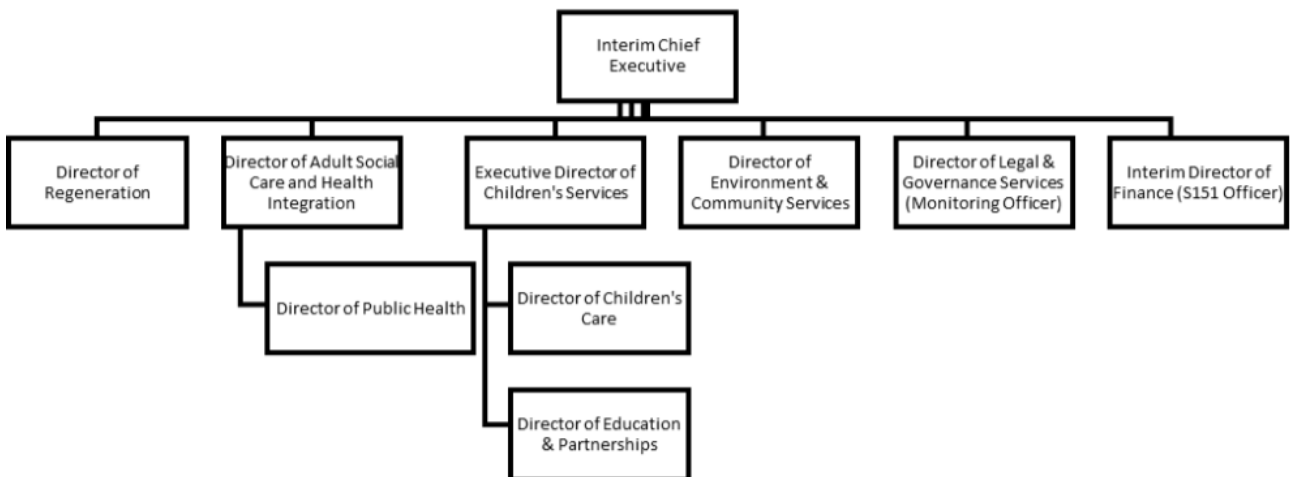 Interim Chief
Executive
Director of
Regeneration
Director of Adult Social
Care and Health
Integration
Executive Director of
Children's Services
Director of
Environment &
Community Services
Director of Legal &
Governance Services
(Monitoring Officer)
Interim Director of
Finance (S151 Officer)
Director of Public Health
Director of Children's
Care
Director of Education
& Partnerships